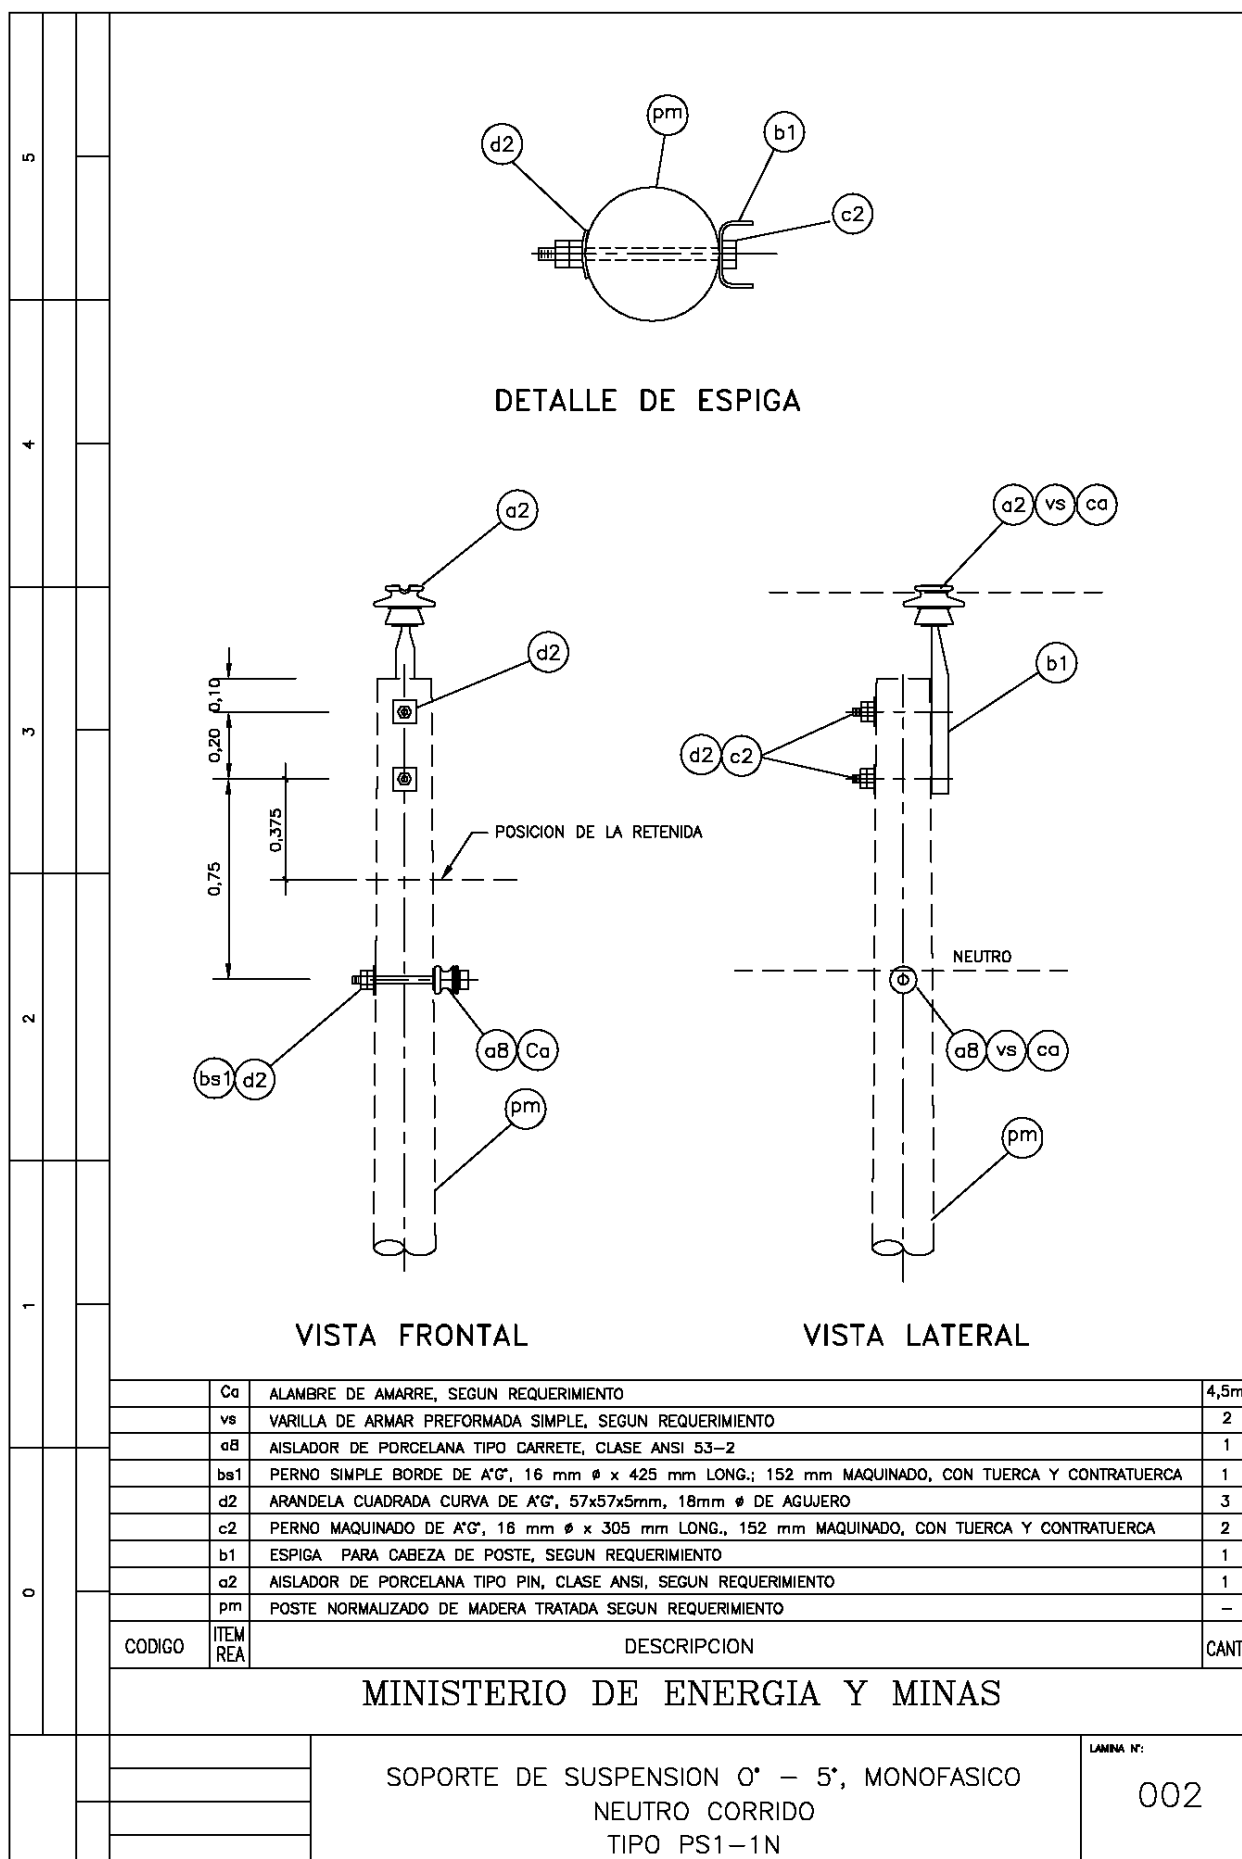 pm
b1
d2
c2
DETALLE DE ESPIGA
a2
a2 vs ca
d2
b1
0,10
0,20
d2 c2
0,375
POSICION DE LA RETENIDA
0,75
NEUTRO
a8 Ca
a8 vs ca
bs1 d2
pm
pm
VISTA FRONTAL
VISTA LATERAL
5
4
3
2
1
0
Ca ALAMBRE DE AMARRE, SEGUN REQUERIMIENTO 4,5m
vs VARILLA DE ARMAR PREFORMADA SIMPLE, SEGUN REQUERIMIENTO 2
a8 AISLADOR DE PORCELANA TIPO CARRETE, CLASE ANSI 53-2 1
bs1 PERNO SIMPLE BORDE DE A°G°, 16 mm ø x 425 mm LONG.; 152 mm MAQUINADO, CON TUERCA Y CONTRATUERCA 1
d2 ARANDELA CUADRADA CURVA DE A°G°, 57x57x5mm, 18mm ø DE AGUJERO 3
c2 PERNO MAQUINADO DE A°G°, 16 mm ø x 305 mm LONG., 152 mm MAQUINADO, CON TUERCA Y CONTRATUERCA 2
b1 ESPIGA PARA CABEZA DE POSTE, SEGUN REQUERIMIENTO 1
a2 AISLADOR DE PORCELANA TIPO PIN, CLASE ANSI, SEGUN REQUERIMIENTO 1
pm POSTE NORMALIZADO DE MADERA TRATADA SEGUN REQUERIMIENTO –
CODIGO ITEM REA DESCRIPCION CANT
MINISTERIO DE ENERGIA Y MINAS
SOPORTE DE SUSPENSION 0° – 5°, MONOFASICO
NEUTRO CORRIDO
TIPO PS1-1N
LAMINA N°:
002